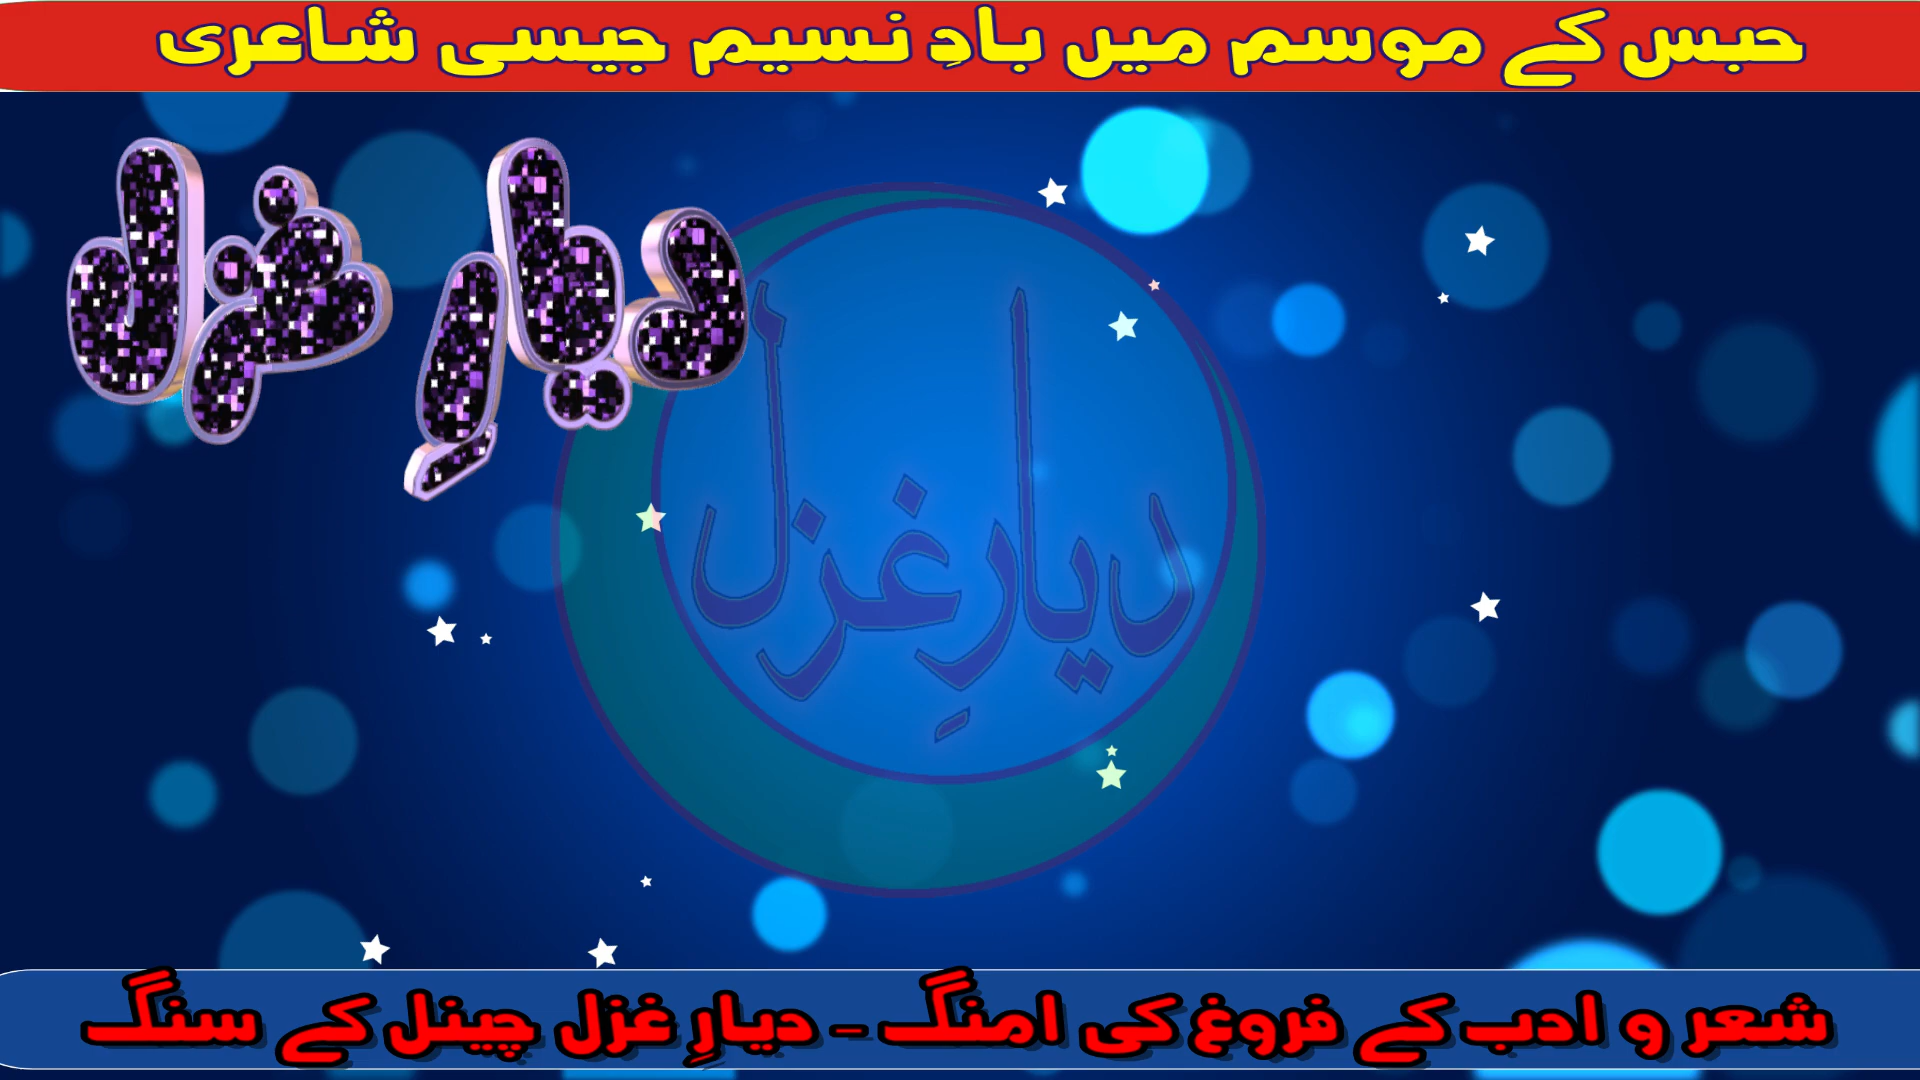 حبس کے موسم میں بادِ نسیم جیسی شاعری
دیارِ غزل
دیارِ غزل
شعر و ادب کے فروغ کی امنگ - دیارِ غزل چینل کے سنگ